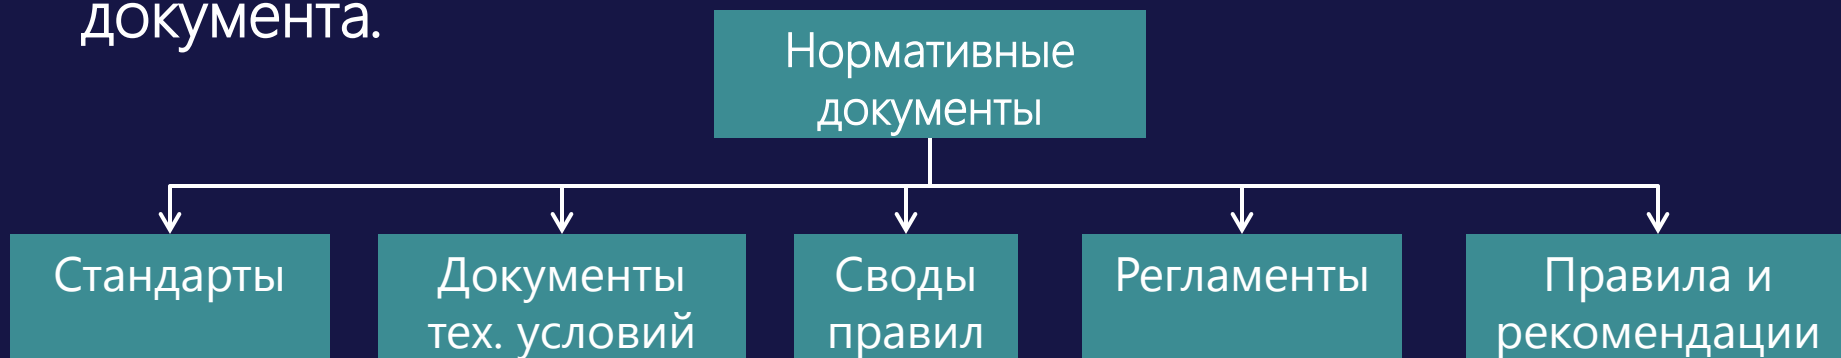 документа.
Нормативные
документы
Стандарты
Документы
тех. условий
Своды
правил
Регламенты
Правила и
рекомендации